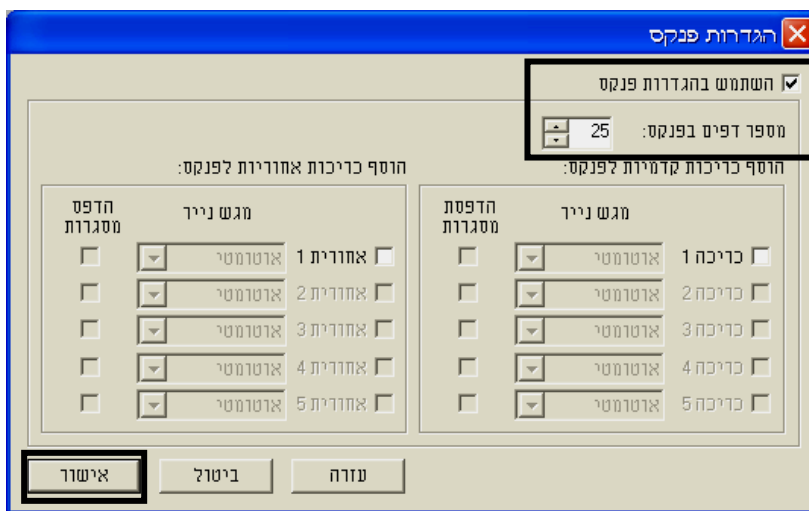 הגדרות פנקס
השתמש בהגדרות פנקס
מספר דפים בפנקס: 25
הוסף כריכות קדמיות לפנקס:
מגש נייר הדפסת מסגרות
כריכה 1 אוטומטי
כריכה 2 אוטומטי
כריכה 3 אוטומטי
כריכה 4 אוטומטי
כריכה 5 אוטומטי
הוסף כריכות אחוריות לפנקס:
מגש נייר הדפס מסגרות
אחורית 1 אוטומטי
אחורית 2 אוטומטי
אחורית 3 אוטומטי
אחורית 4 אוטומטי
אחורית 5 אוטומטי
עזרה
ביטול
אישור